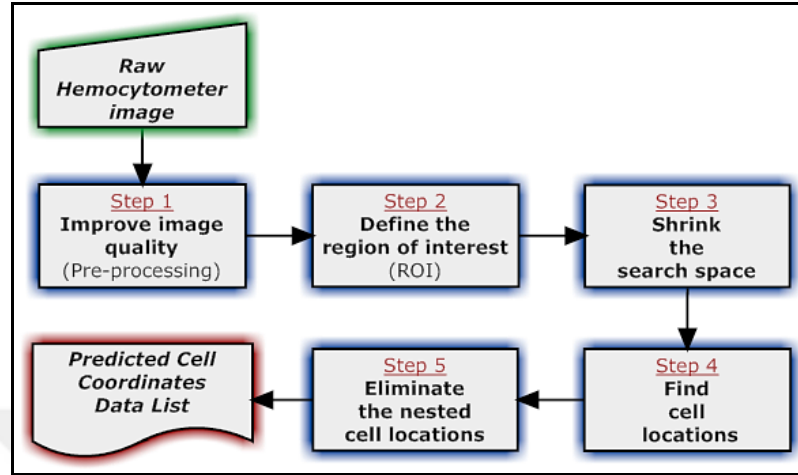 Raw
Hemocytometer
image
Step 1
Improve image
quality
(Pre-processing)
Step 2
Define the
region of interest
(ROI)
Step 3
Shrink
the
search space
Step 4
Find
cell
locations
Step 5
Eliminate
the nested
cell locations
Predicted Cell
Coordinates
Data List